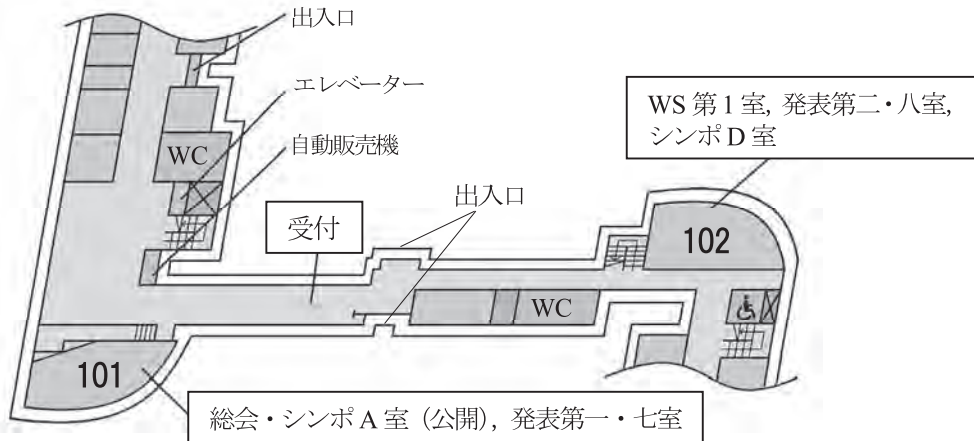 出入口
エレベーター
WS 第 1 室, 発表第二・八室,
シンポ D 室
自動販売機
WC
出入口
受付
102
WC
101
総会・シンポ A 室 (公開), 発表第一・七室